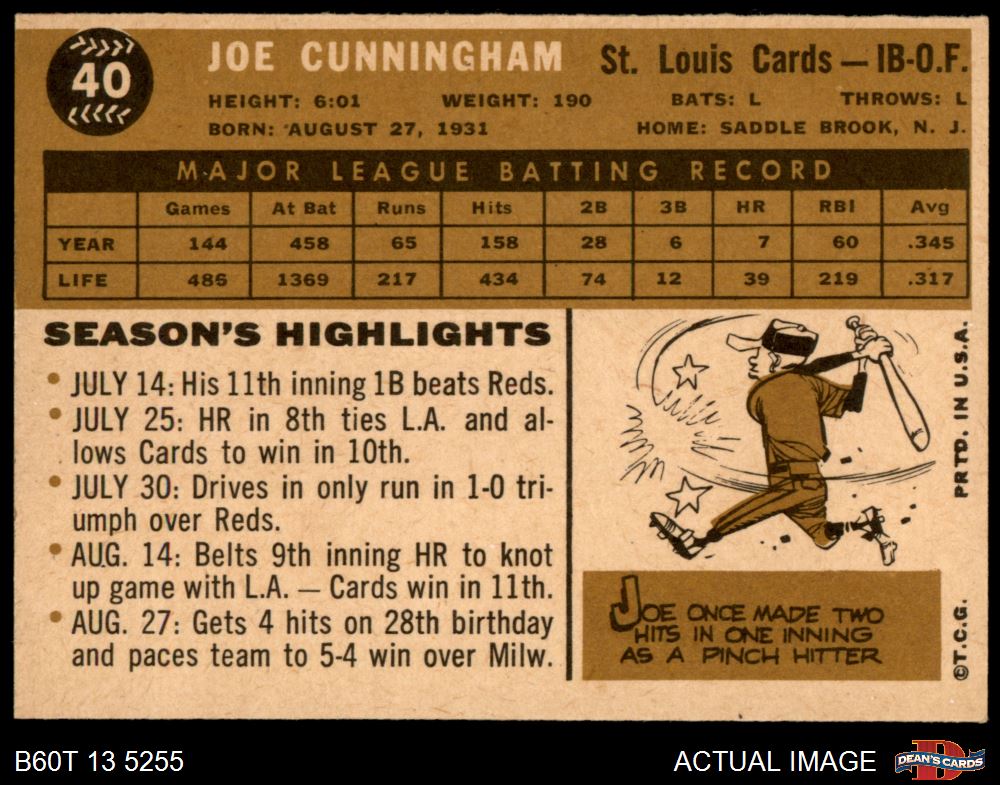 40
JOE CUNNINGHAM St. Louis Cards — IB-O.F.
HEIGHT: 6:01 WEIGHT: 190 BATS: L THROWS: L
BORN: AUGUST 27, 1931 HOME: SADDLE BROOK, N. J.
MAJOR LEAGUE BATTING RECORD
Games At Bat Runs Hits 2B 3B HR RBI Avg
YEAR 144 458 65 158 28 6 7 60 .345
LIFE 486 1369 217 434 74 12 39 219 .317
SEASON'S HIGHLIGHTS
• JULY 14: His 11th inning 1B beats Reds.
• JULY 25: HR in 8th ties L.A. and al-
lows Cards to win in 10th.
• JULY 30: Drives in only run in 1-0 tri-
umph over Reds.
• AUG. 14: Belts 9th inning HR to knot
up game with L.A. — Cards win in 11th.
• AUG. 27: Gets 4 hits on 28th birthday
and paces team to 5-4 win over Milw.
JOE ONCE MADE TWO
HITS IN ONE INNING
AS A PINCH HITTER
©T.C.G. PRTD. IN U.S.A.
B60T 13 5255 ACTUAL IMAGE
D
DEAN'S CARDS